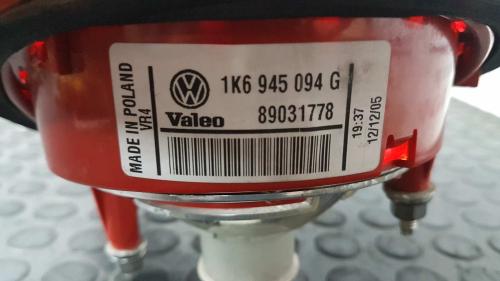 MADE IN POLAND
VR4
1K6 945 094 G
Valeo
89031778
19:37
12/12/05